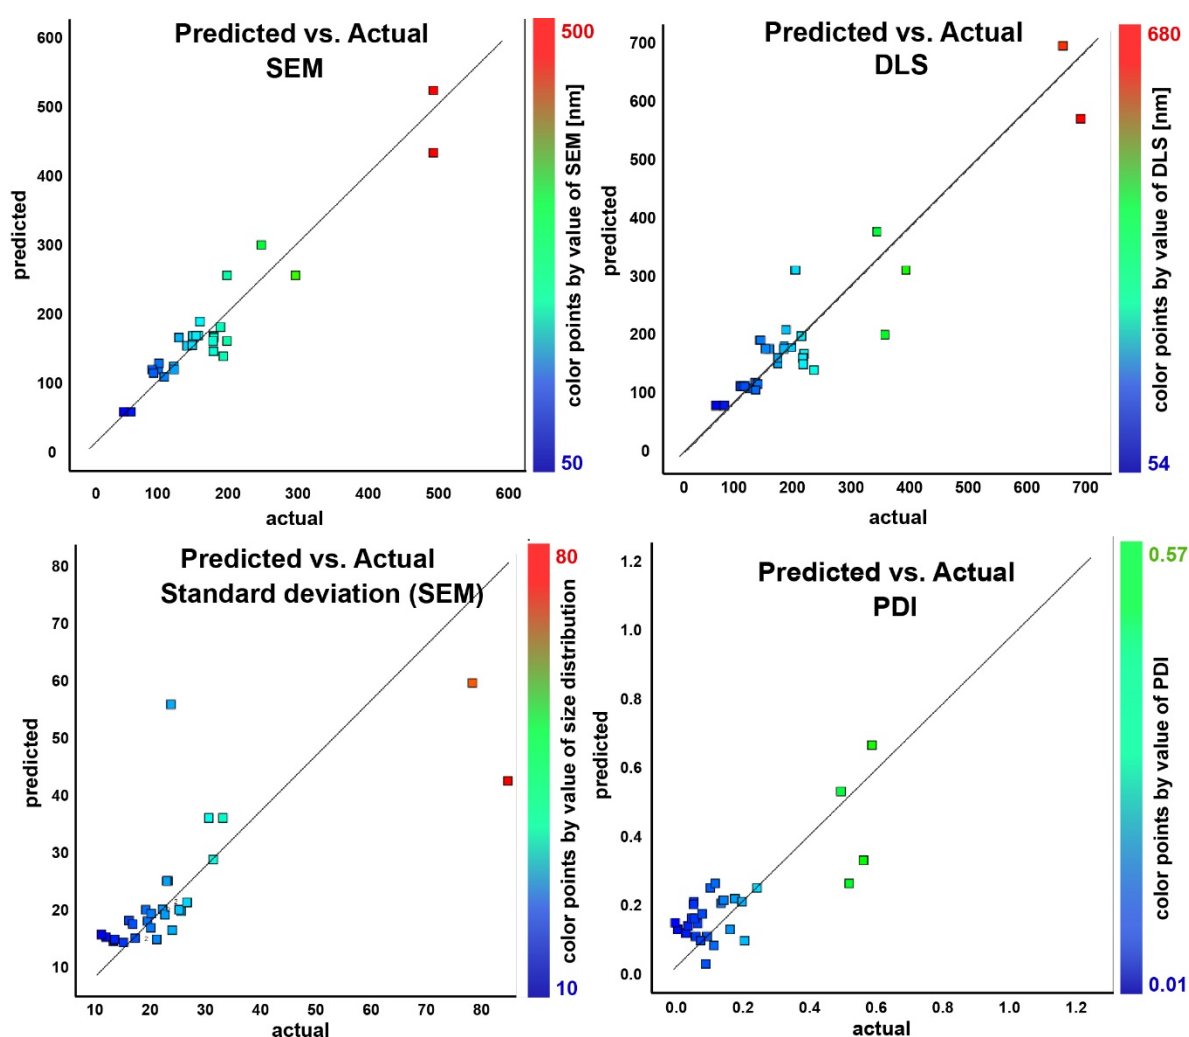 Predicted vs. Actual
SEM
600
500
400
300
200
100
0
predicted
0 100 200 300 400 500 600
actual
500
color points by value of SEM [nm]
50
Predicted vs. Actual
DLS
700
600
500
400
300
200
100
0
predicted
0 100 200 300 400 500 600 700
actual
680
color points by value of DLS [nm]
54
Predicted vs. Actual
Standard deviation (SEM)
80
70
60
50
40
30
20
10
predicted
10 20 30 40 50 60 70 80
actual
80
color points by value of size distribution
10
Predicted vs. Actual
PDI
1.2
1.0
0.8
0.6
0.4
0.2
0.0
predicted
0.0 0.2 0.4 0.6 0.8 1.0 1.2
actual
0.57
color points by value of PDI
0.01